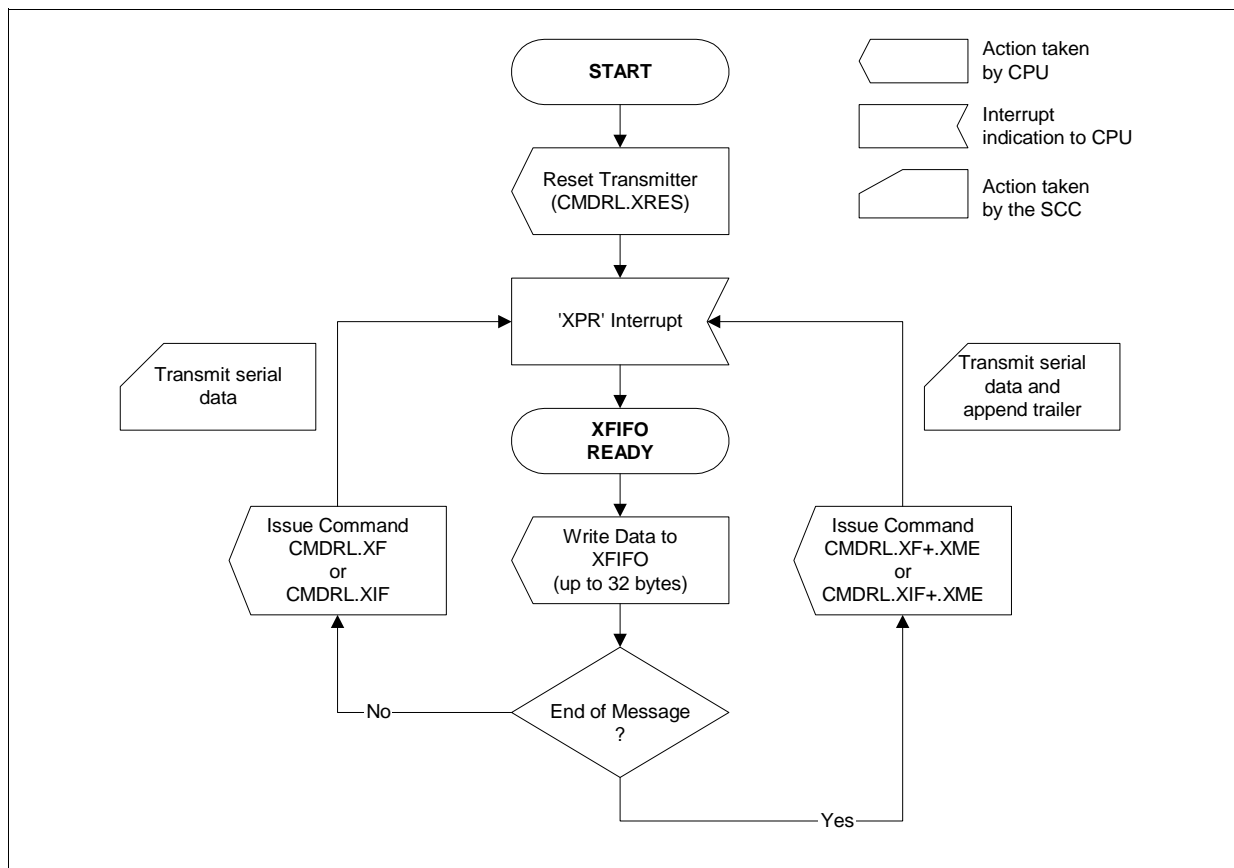 START
Action taken
by CPU
Interrupt
indication to CPU
Action taken
by the SCC
Reset Transmitter
(CMDRL.XRES)
'XPR' Interrupt
Transmit serial
data
Transmit serial
data and
append trailer
XFIFO
READY
Issue Command
CMDRL.XF
or
CMDRL.XIF
Write Data to
XFIFO
(up to 32 bytes)
Issue Command
CMDRL.XF+.XME
or
CMDRL.XIF+.XME
No
End of Message
?
Yes